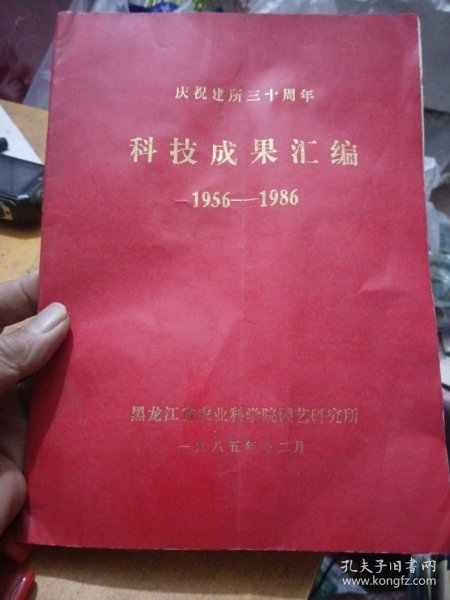 庆祝建所三十周年
科技成果汇编
1956—1986
黑龙江省农业科学院园艺研究所
一九八五年十二月
孔夫子旧书网
www.kongfz.com